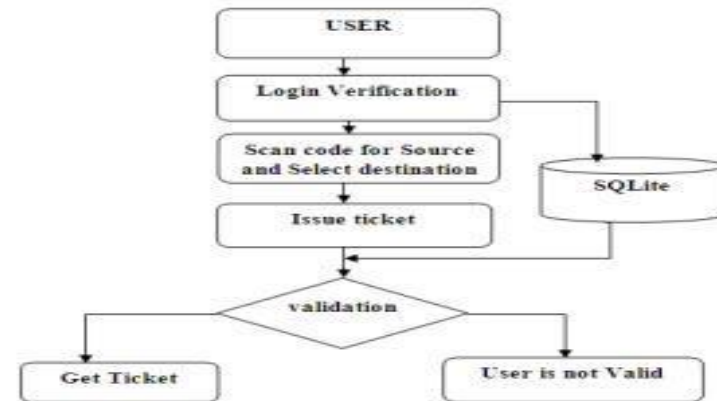 USER
Login Verification
Scan code for Source
and Select destination
SQLite
Issue ticket
validation
Get Ticket
User is not Valid